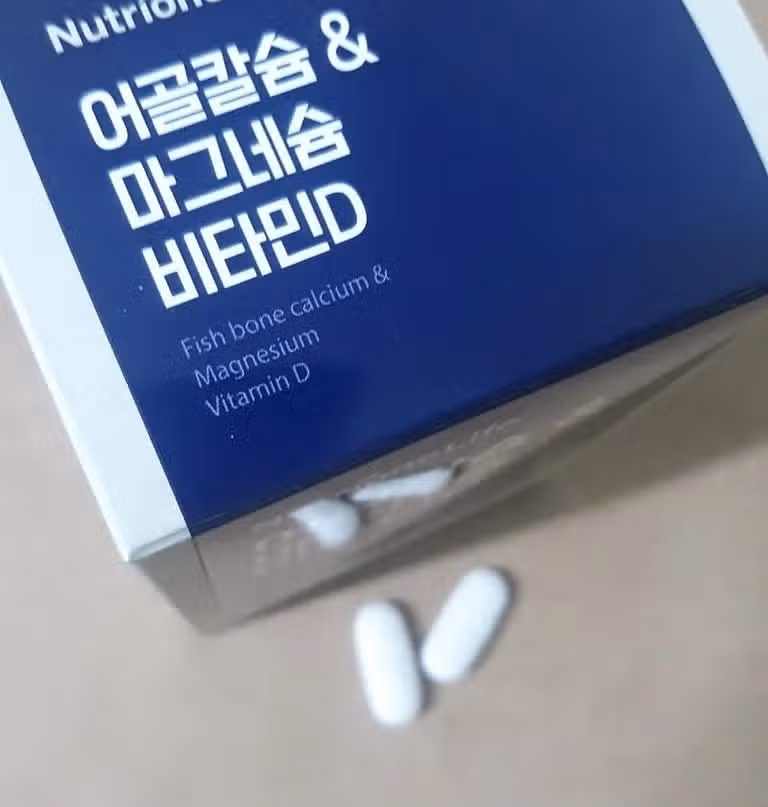 어골칼슘 &
마그네슘
비타민D
Fish bone calcium &
Magnesium
Vitamin D